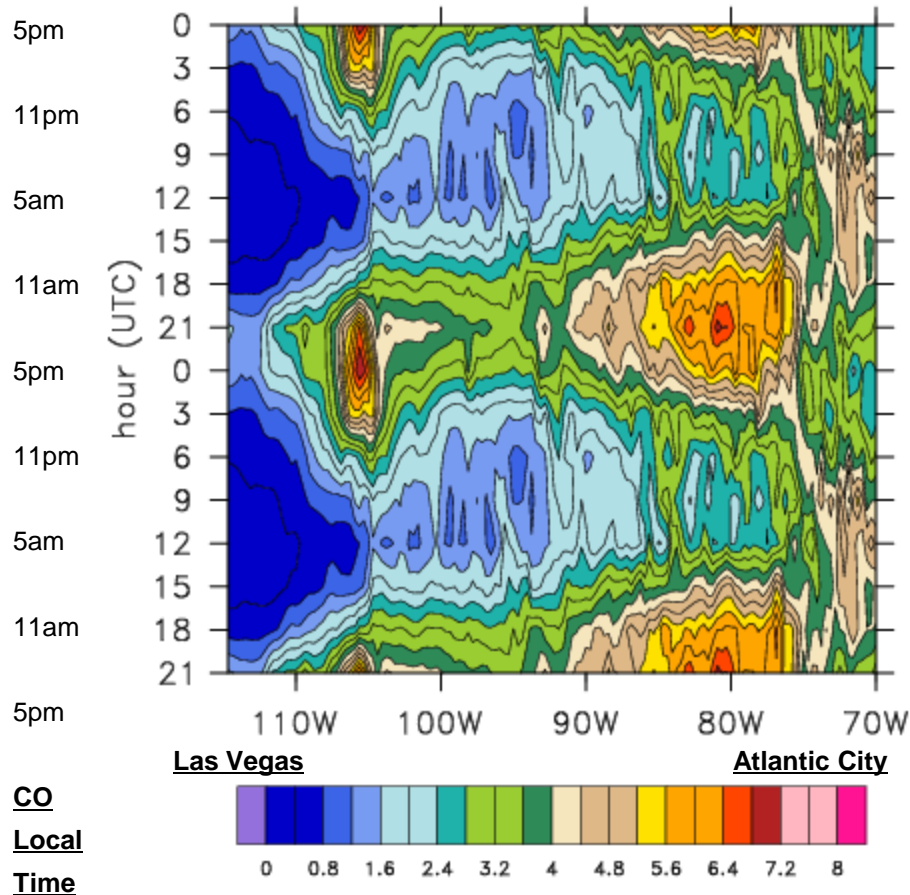 5pm 0
3
11pm 6
9
5am 12
15
11am 18
21
5pm 0
3
11pm 6
9
5am 12
15
11am 18
21
5pm
hour (UTC)
110W 100W 90W 80W 70W
Las Vegas Atlantic City
CO
Local
Time
0 0.8 1.6 2.4 3.2 4 4.8 5.6 6.4 7.2 8